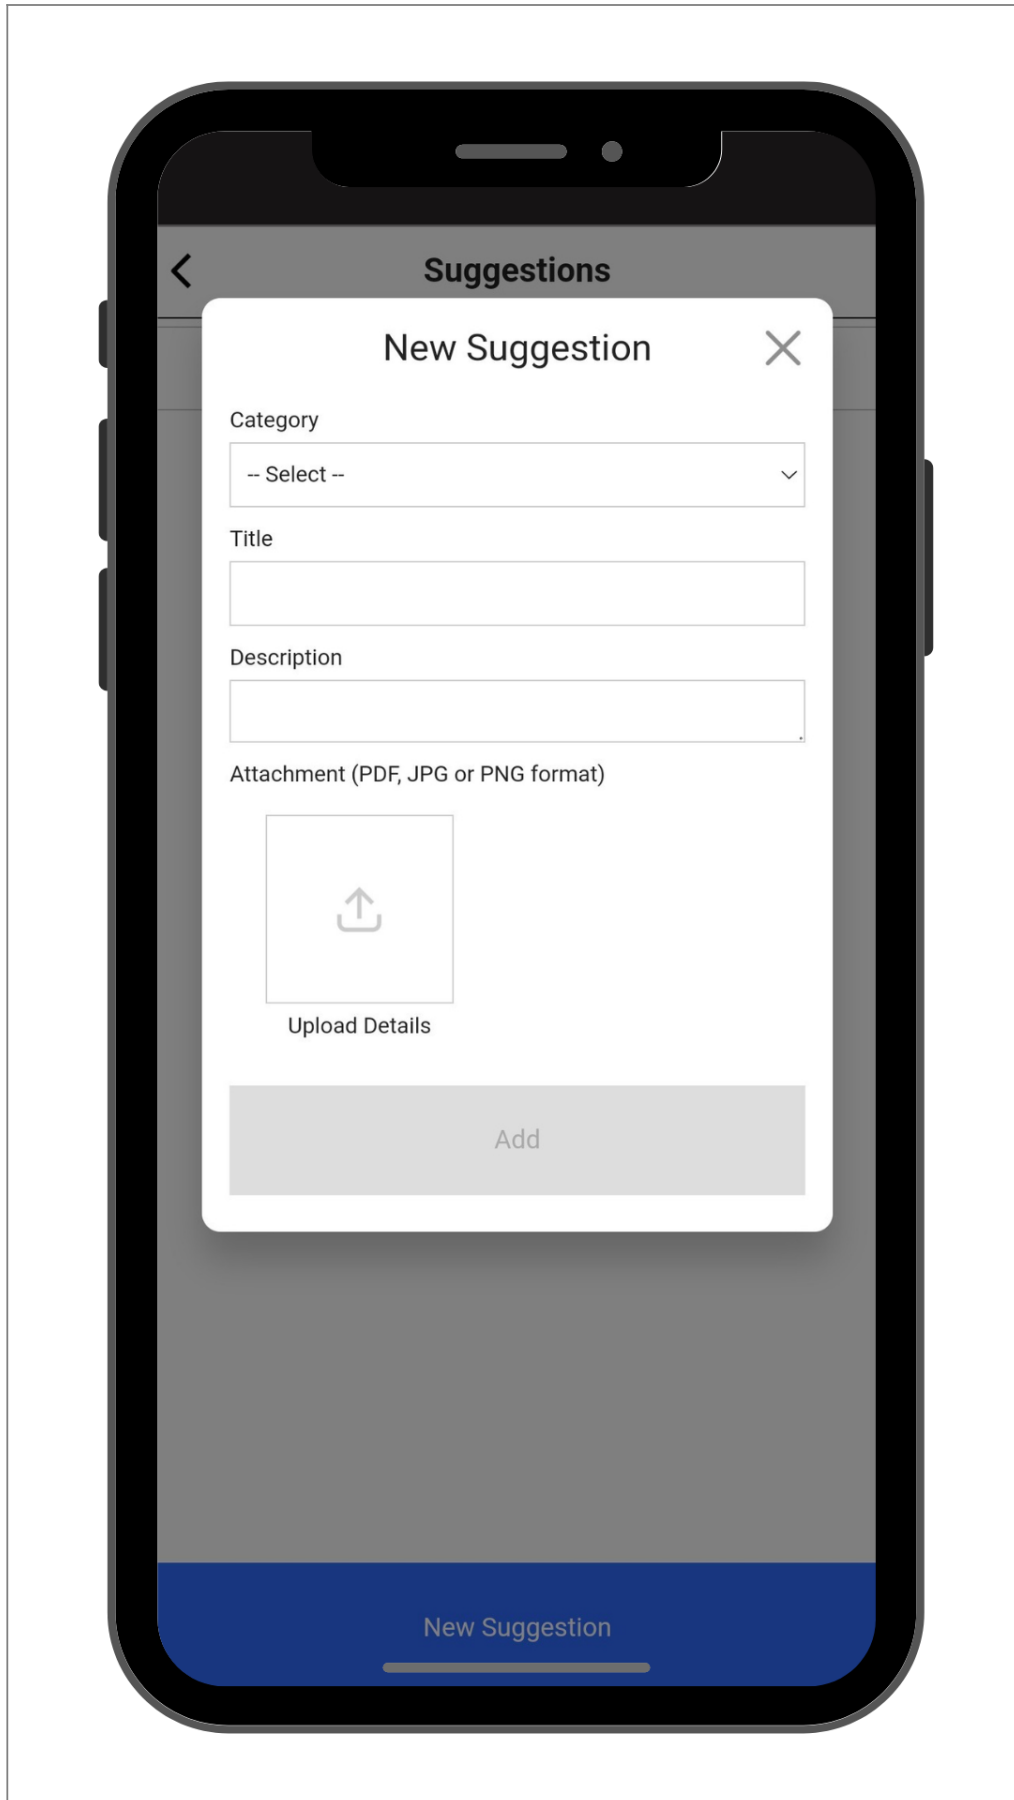 Suggestions
New Suggestion
Category
-- Select --
Title
Description
Attachment (PDF, JPG or PNG format)
Upload Details
Add
New Suggestion